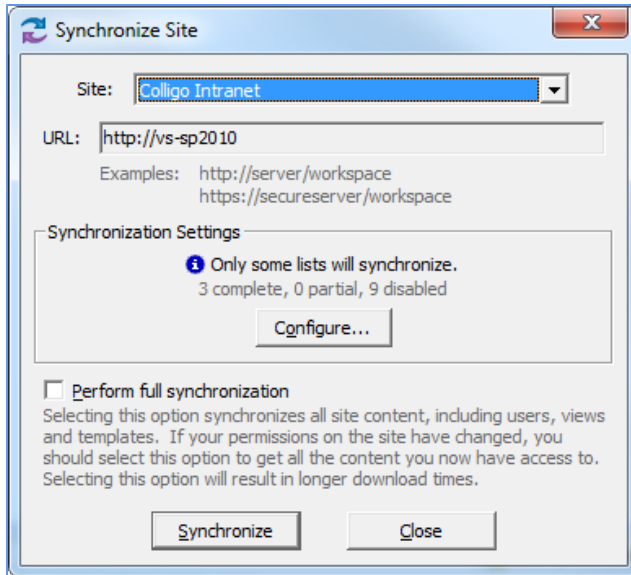 Synchronize Site
Site: Colligo Intranet
URL: http://vs-sp2010
Examples: http://server/workspace
https://secureserver/workspace
Synchronization Settings
Only some lists will synchronize.
3 complete, 0 partial, 9 disabled
Configure...
Perform full synchronization
Selecting this option synchronizes all site content, including users, views
and templates. If your permissions on the site have changed, you
should select this option to get all the content you now have access to.
Selecting this option will result in longer download times.
Synchronize Close